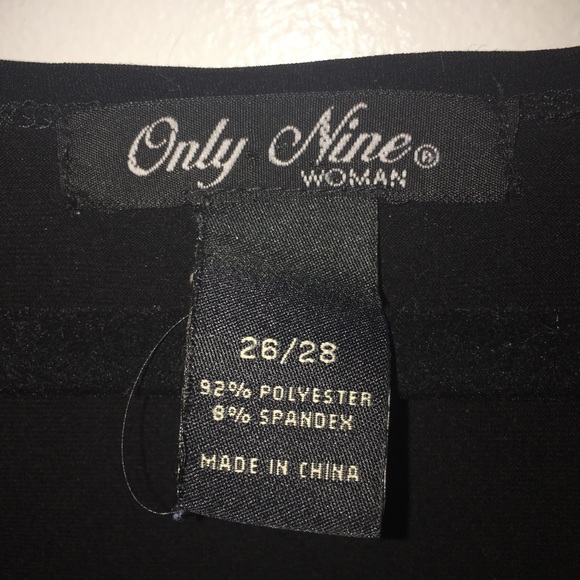 Only Nine®
WOMAN
26/28
92% POLYESTER
8% SPANDEX
MADE IN CHINA